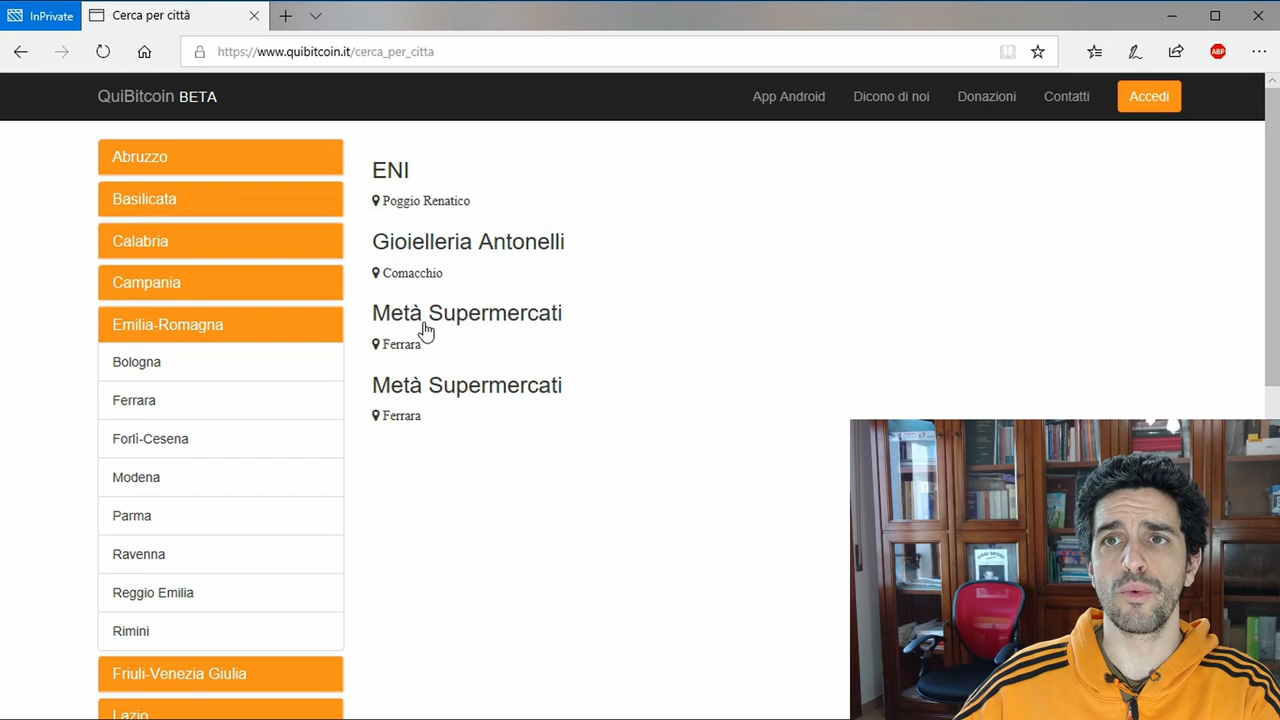 InPrivate
Cerca per città
https://www.quibitcoin.it/cerca_per_citta
ABP
QuiBitcoin BETA
App Android
Dicono di noi
Donazioni
Contatti
Accedi
Abruzzo
Basilicata
Calabria
Campania
Emilia-Romagna
Bologna
Ferrara
Forlì-Cesena
Modena
Parma
Ravenna
Reggio Emilia
Rimini
Friuli-Venezia Giulia
Lazio
ENI
Poggio Renatico
Gioielleria Antonelli
Comacchio
Metà Supermercati
Ferrara
Metà Supermercati
Ferrara